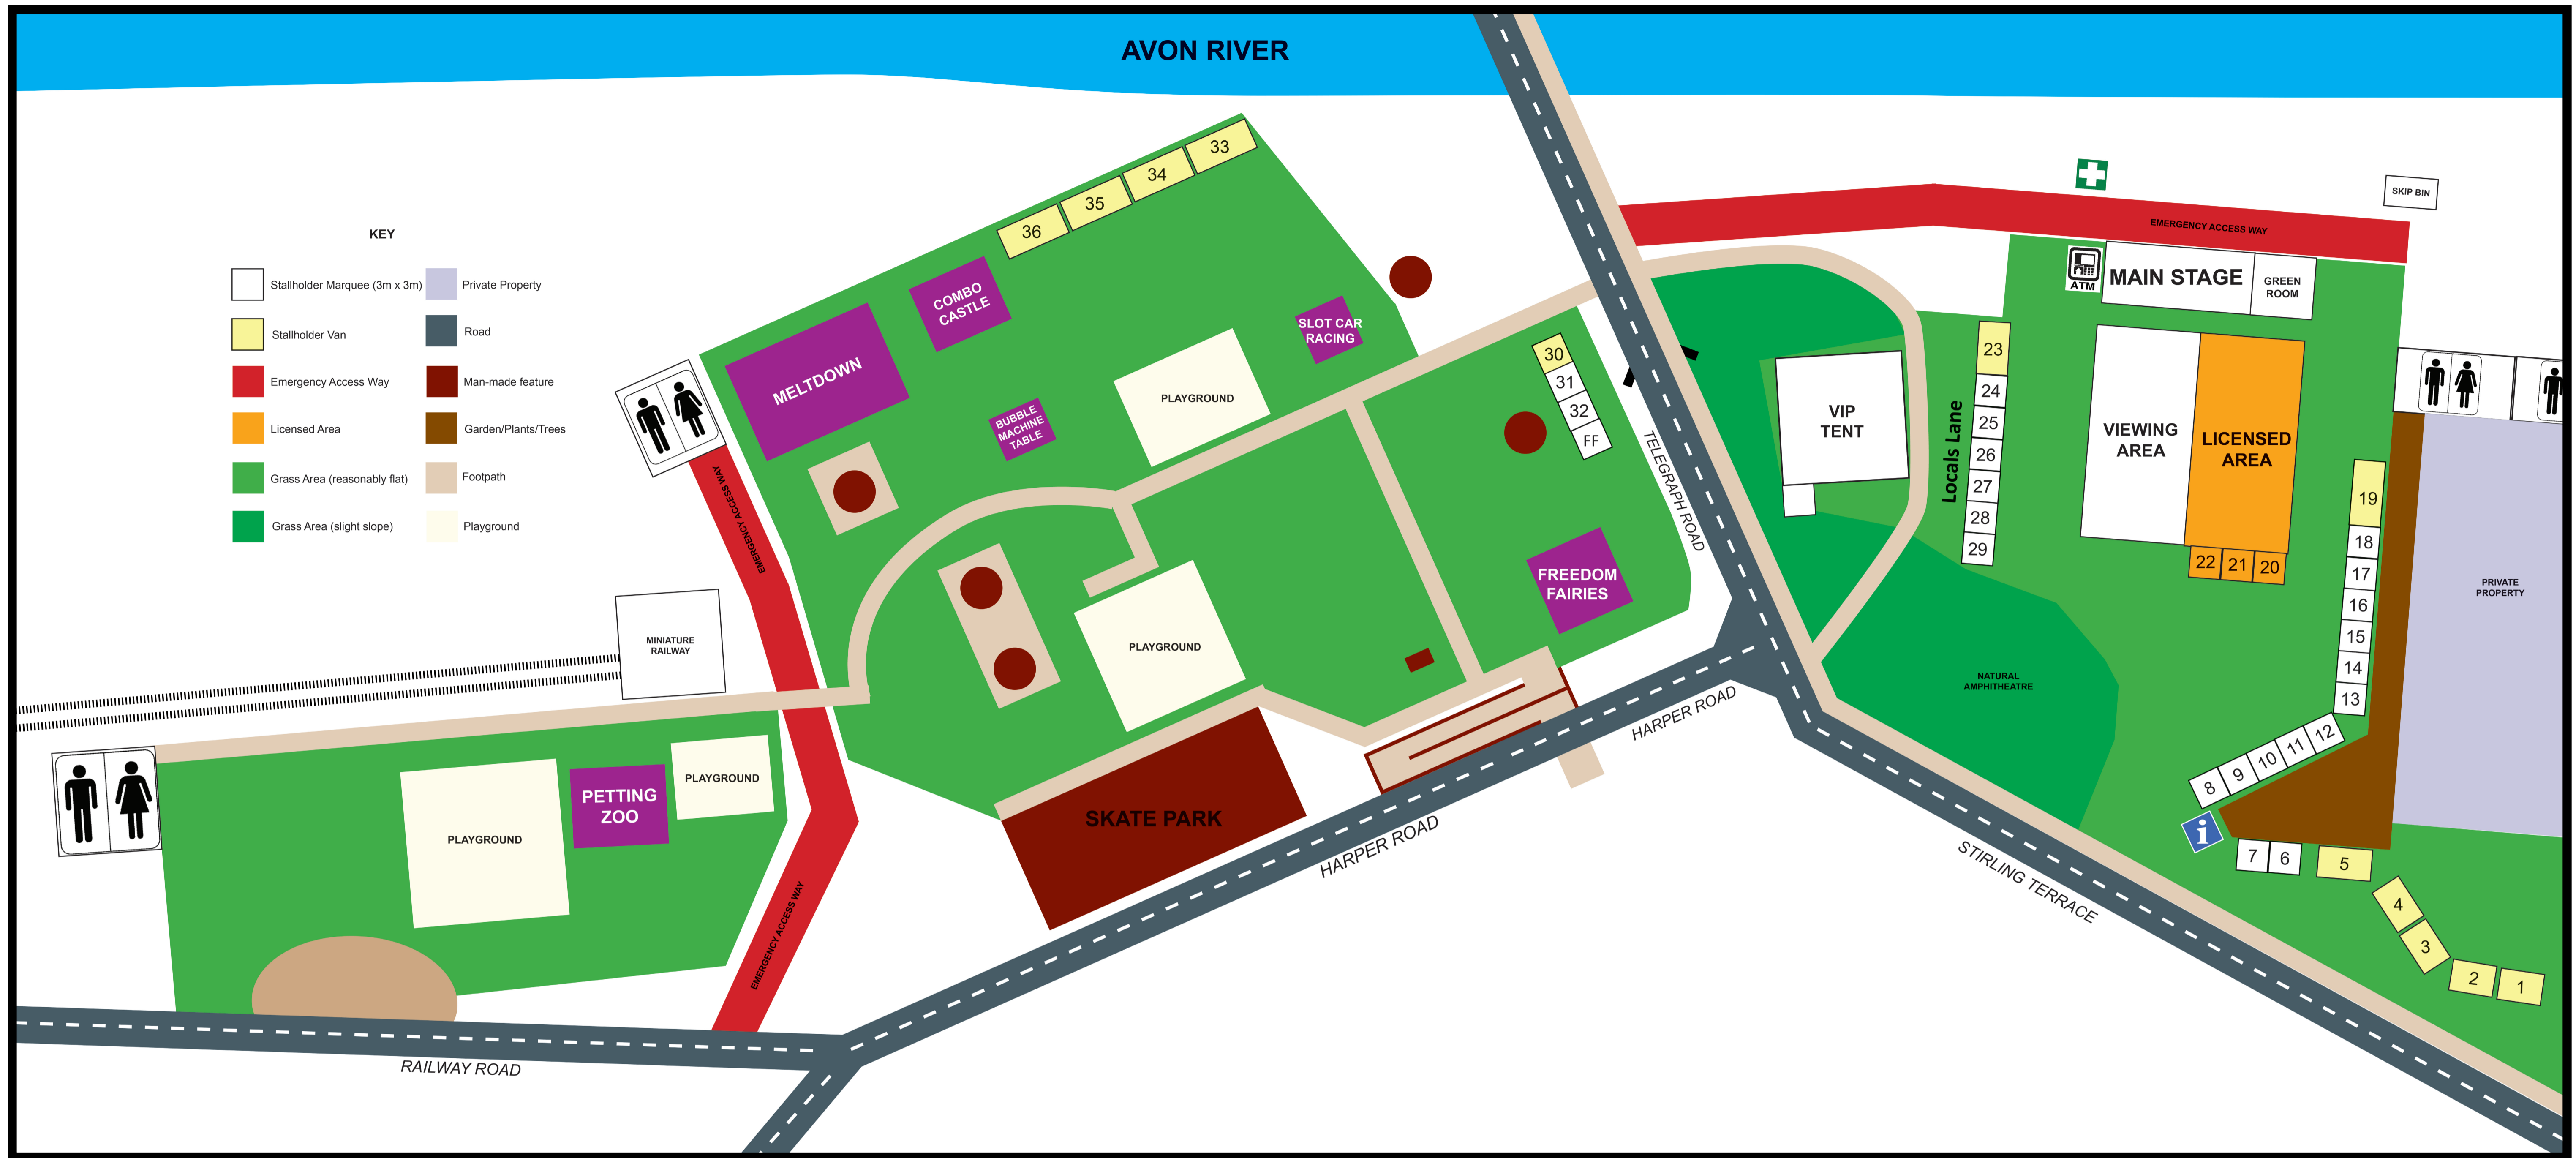 AVON RIVER
KEY
Stallholder Marquee (3m x 3m)
Private Property
Stallholder Van
Road
Emergency Access Way
Man-made feature
Licensed Area
Garden/Plants/Trees
Grass Area (reasonably flat)
Footpath
Grass Area (slight slope)
Playground
33
34
35
36
COMBO
CASTLE
MELTDOWN
BUBBLE
MACHINE
TABLE
PLAYGROUND
SLOT CAR
RACING
30
31
32
FF
FREEDOM
FAIRIES
PLAYGROUND
EMERGENCY ACCESS WAY
MINIATURE
RAILWAY
PLAYGROUND
PETTING
ZOO
PLAYGROUND
EMERGENCY ACCESS WAY
SKATE PARK
RAILWAY ROAD
HARPER ROAD
HARPER ROAD
TELEGRAPH ROAD
STIRLING TERRACE
EMERGENCY ACCESS WAY
SKIP BIN
ATM
MAIN STAGE
GREEN
ROOM
VIP
TENT
Locals Lane
23
24
25
26
27
28
29
VIEWING
AREA
LICENSED
AREA
22
21
20
19
18
17
16
15
14
13
12
11
10
9
8
i
7
6
5
4
3
2
1
NATURAL
AMPHITHEATRE
PRIVATE
PROPERTY